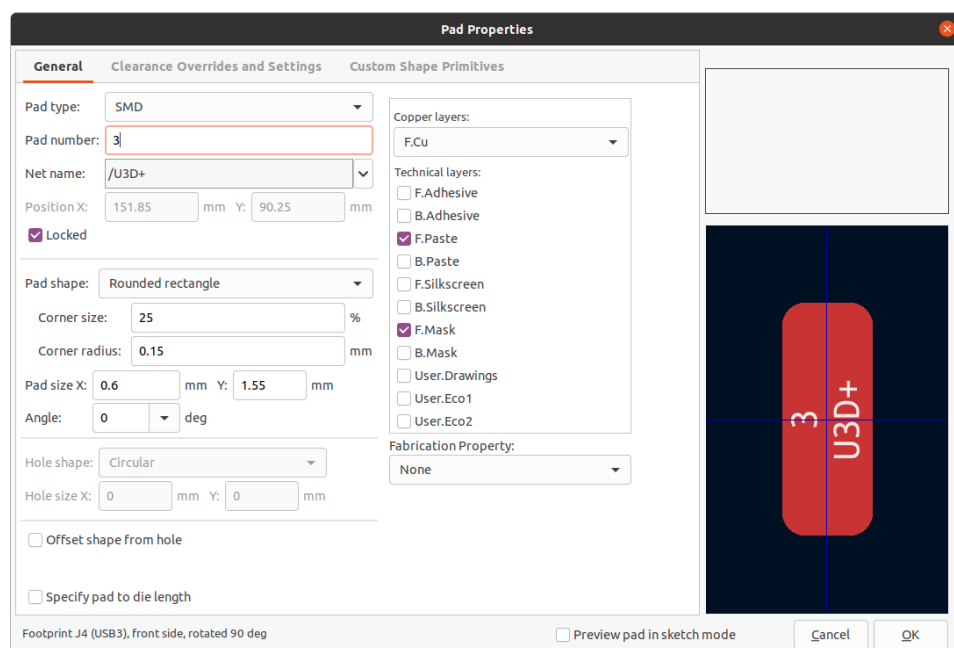 Pad Properties
General Clearance Overrides and Settings Custom Shape Primitives
Pad type: SMD
Pad number: 3
Net name: /U3D+
Position X: 151.85 mm Y: 90.25 mm
Locked
Pad shape: Rounded rectangle
Corner size: 25 %
Corner radius: 0.15 mm
Pad size X: 0.6 mm Y: 1.55 mm
Angle: 0 deg
Hole shape: Circular
Hole size X: 0 mm Y: 0 mm
Offset shape from hole
Specify pad to die length
Copper layers:
F.Cu
Technical layers:
F.Adhesive
B.Adhesive
F.Paste
B.Paste
F.Silkscreen
B.Silkscreen
F.Mask
B.Mask
User.Drawings
User.Eco1
User.Eco2
Fabrication Property:
None
3
U3D+
Footprint J4 (USB3), front side, rotated 90 deg
Preview pad in sketch mode
Cancel
OK